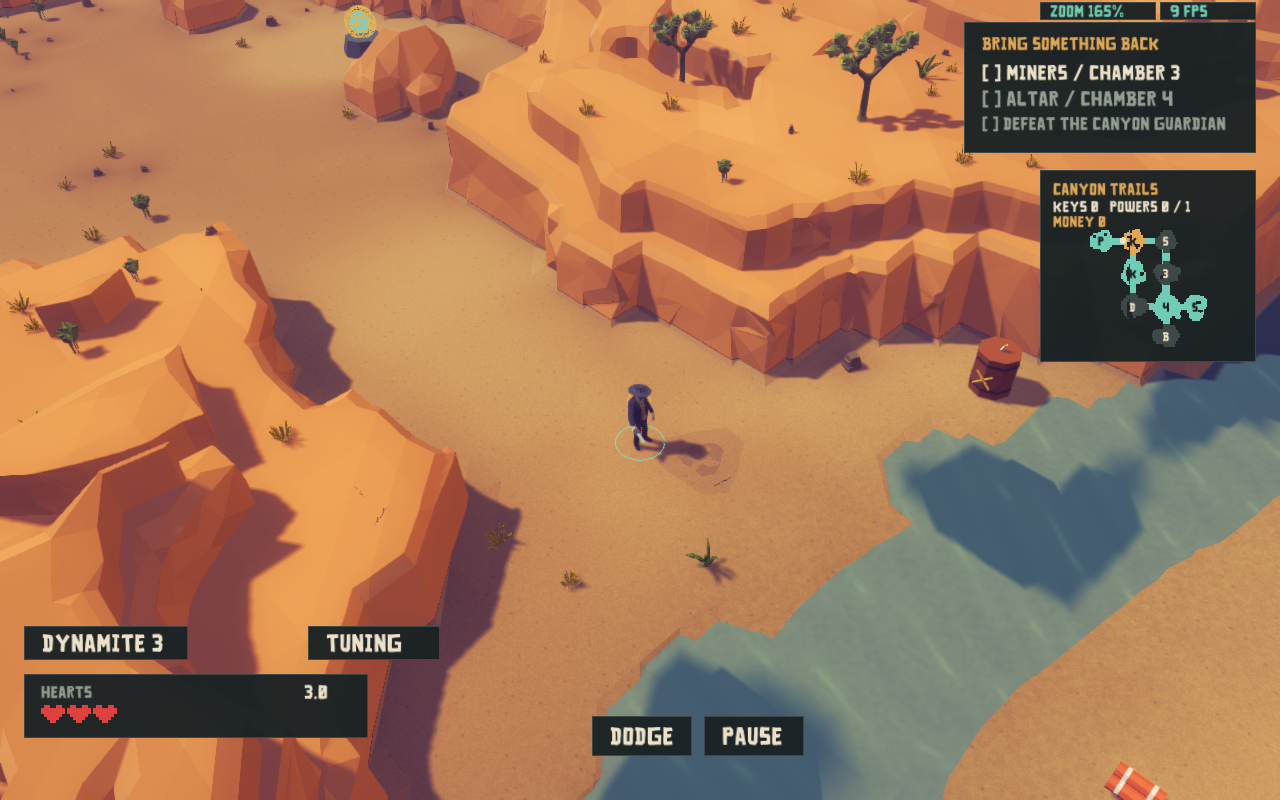 ZOOM 165%
9 FPS
BRING SOMETHING BACK
[ ] MINERS / CHAMBER 3
[ ] ALTAR / CHAMBER 4
[ ] DEFEAT THE CANYON GUARDIAN
CANYON TRAILS
KEYS 0 POWERS 0 / 1
MONEY 0
S
3
D 4
B
DYNAMITE 3
TUNING
HEARTS
3.0
DODGE
PAUSE